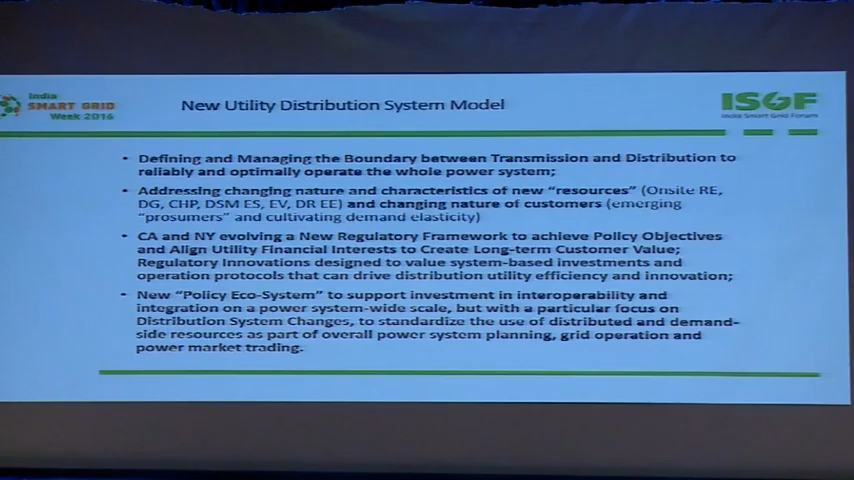 India
SMART GRID
Week 2016
New Utility Distribution System Model
ISGF
India Smart Grid Forum
• Defining and Managing the Boundary between Transmission and Distribution to
reliably and optimally operate the whole power system;
• Addressing changing nature and characteristics of new "resources" (Onsite RE,
DG, CHP, DSM ES, EV, DR EE) and changing nature of customers (emerging
"prosumers" and cultivating demand elasticity)
• CA and NY evolving a New Regulatory Framework to achieve Policy Objectives
and Align Utility Financial Interests to Create Long-term Customer Value;
Regulatory Innovations designed to value system-based investments and
operation protocols that can drive distribution utility efficiency and innovation;
• New "Policy Eco-System" to support investment in interoperability and
integration on a power system-wide scale, but with a particular focus on
Distribution System Changes, to standardize the use of distributed and demand-
side resources as part of overall power system planning, grid operation and
power market trading.